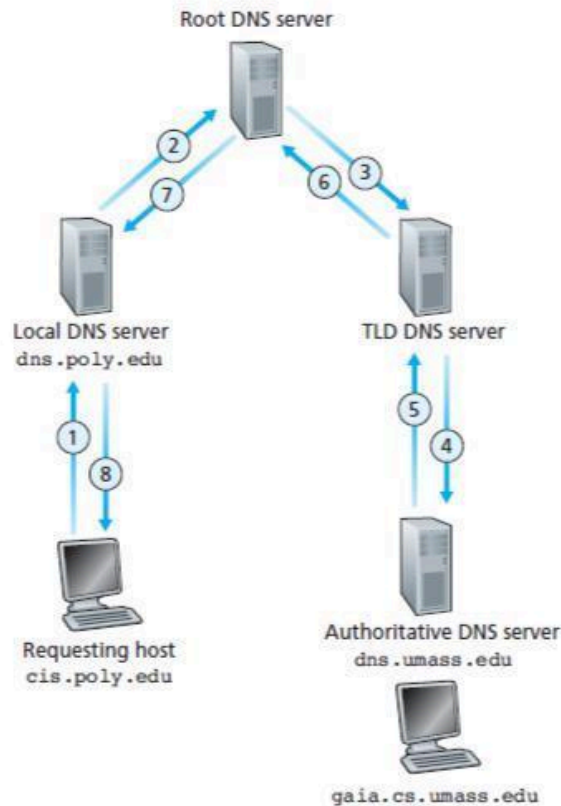 Root DNS server
2
3
7
6
Local DNS server
dns.poly.edu
TLD DNS server
1
5
8
4
Requesting host
cis.poly.edu
Authoritative DNS server
dns.umass.edu
gaia.cs.umass.edu